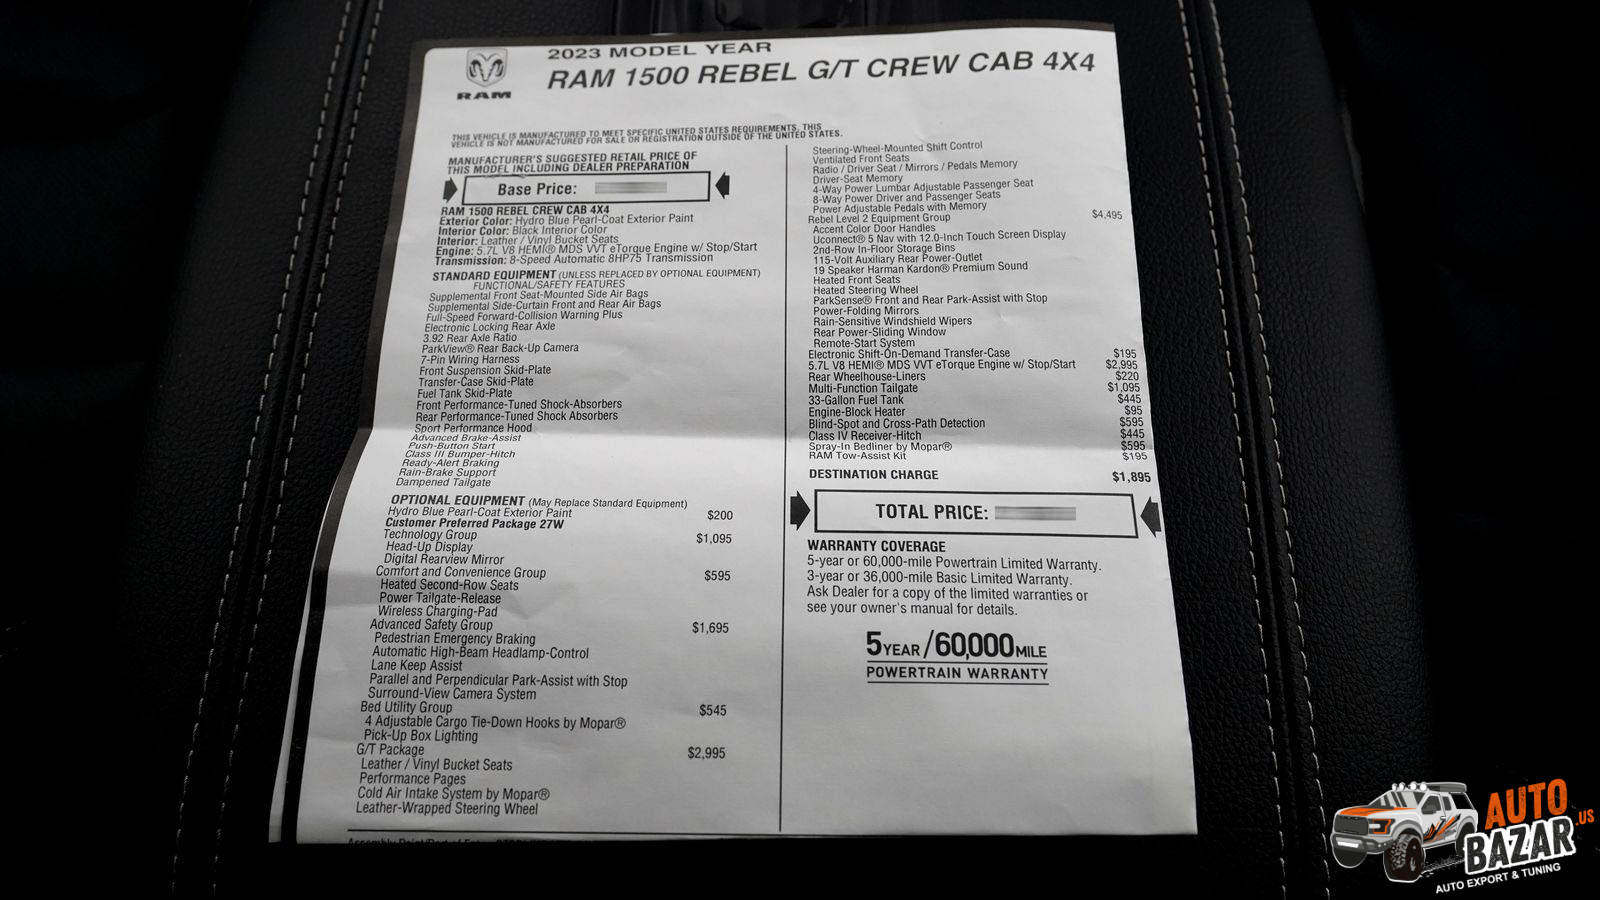 RAM
2023 MODEL YEAR
RAM 1500 REBEL G/T CREW CAB 4X4
THIS VEHICLE IS MANUFACTURED TO MEET SPECIFIC UNITED STATES REQUIREMENTS. THIS
VEHICLE IS NOT MANUFACTURED FOR SALE OR REGISTRATION OUTSIDE OF THE UNITED STATES.
MANUFACTURER'S SUGGESTED RETAIL PRICE OF
THIS MODEL INCLUDING DEALER PREPARATION
Base Price:
RAM 1500 REBEL CREW CAB 4X4
Exterior Color: Hydro Blue Pearl-Coat Exterior Paint
Interior Color: Black Interior Color
Interior: Leather / Vinyl Bucket Seats
Engine: 5.7L V8 HEMI® MDS VVT eTorque Engine w/ Stop/Start
Transmission: 8-Speed Automatic 8HP75 Transmission
STANDARD EQUIPMENT (UNLESS REPLACED BY OPTIONAL EQUIPMENT)
FUNCTIONAL/SAFETY FEATURES
Supplemental Front Seat-Mounted Side Air Bags
Supplemental Side-Curtain Front and Rear Air Bags
Full-Speed Forward-Collision Warning Plus
Electronic Locking Rear Axle
3.92 Rear Axle Ratio
ParkView® Rear Back-Up Camera
7-Pin Wiring Harness
Front Suspension Skid-Plate
Transfer-Case Skid-Plate
Fuel Tank Skid-Plate
Front Performance-Tuned Shock-Absorbers
Rear Performance-Tuned Shock Absorbers
Sport Performance Hood
Advanced Brake-Assist
Push-Button Start
Class III Bumper-Hitch
Ready-Alert Braking
Rain-Brake Support
Dampened Tailgate
OPTIONAL EQUIPMENT (May Replace Standard Equipment)
Hydro Blue Pearl-Coat Exterior Paint $200
Customer Preferred Package 27W
Technology Group $1,095
Head-Up Display
Digital Rearview Mirror
Comfort and Convenience Group $595
Heated Second-Row Seats
Power Tailgate-Release
Wireless Charging-Pad
Advanced Safety Group $1,695
Pedestrian Emergency Braking
Automatic High-Beam Headlamp-Control
Lane Keep Assist
Parallel and Perpendicular Park-Assist with Stop
Surround-View Camera System
Bed Utility Group $545
4 Adjustable Cargo Tie-Down Hooks by Mopar®
Pick-Up Box Lighting
G/T Package $2,995
Leather / Vinyl Bucket Seats
Performance Pages
Cold Air Intake System by Mopar®
Leather-Wrapped Steering Wheel
Steering-Wheel-Mounted Shift Control
Ventilated Front Seats
Radio / Driver Seat / Mirrors / Pedals Memory
Driver-Seat Memory
4-Way Power Lumbar Adjustable Passenger Seat
8-Way Power Driver and Passenger Seats
Power Adjustable Pedals with Memory
Rebel Level 2 Equipment Group $4,495
Accent Color Door Handles
Uconnect® 5 Nav with 12.0-Inch Touch Screen Display
2nd-Row In-Floor Storage Bins
115-Volt Auxiliary Rear Power-Outlet
19 Speaker Harman Kardon® Premium Sound
Heated Front Seats
Heated Steering Wheel
ParkSense® Front and Rear Park-Assist with Stop
Power-Folding Mirrors
Rain-Sensitive Windshield Wipers
Rear Power-Sliding Window
Remote-Start System
Electronic Shift-On-Demand Transfer-Case $195
5.7L V8 HEMI® MDS VVT eTorque Engine w/ Stop/Start $2,995
Rear Wheelhouse-Liners $220
Multi-Function Tailgate $1,095
33-Gallon Fuel Tank $445
Engine-Block Heater $95
Blind-Spot and Cross-Path Detection $595
Class IV Receiver-Hitch $445
Spray-In Bedliner by Mopar® $595
RAM Tow-Assist Kit $195
DESTINATION CHARGE $1,895
TOTAL PRICE:
WARRANTY COVERAGE
5-year or 60,000-mile Powertrain Limited Warranty.
3-year or 36,000-mile Basic Limited Warranty.
Ask Dealer for a copy of the limited warranties or
see your owner's manual for details.
5 YEAR/60,000 MILE
POWERTRAIN WARRANTY
AUTO
BAZAR.us
AUTO EXPORT & TUNING